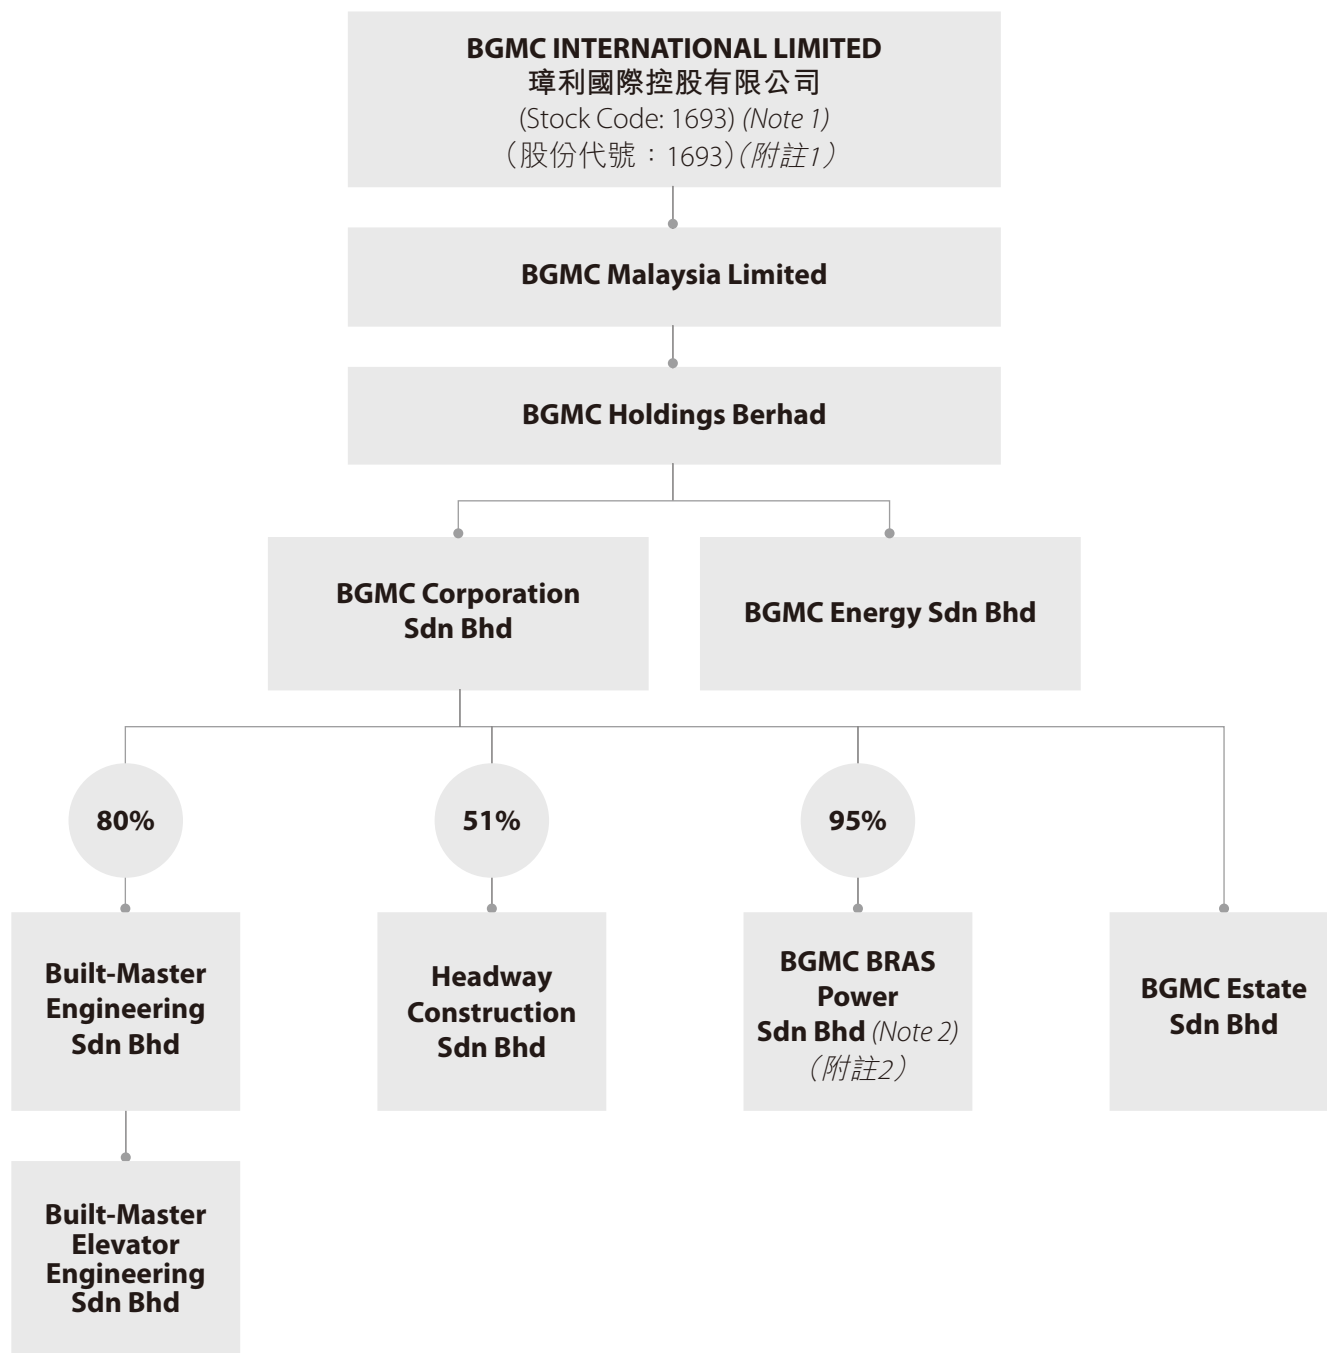 BGMC INTERNATIONAL LIMITED
璋利國際控股有限公司
(Stock Code: 1693) (Note 1)
（股份代號：1693）（附註1）
BGMC Malaysia Limited
BGMC Holdings Berhad
BGMC Corporation
Sdn Bhd
BGMC Energy Sdn Bhd
80%
51%
95%
Built-Master
Engineering
Sdn Bhd
Headway
Construction
Sdn Bhd
BGMC BRAS
Power
Sdn Bhd (Note 2)
（附註2）
BGMC Estate
Sdn Bhd
Built-Master
Elevator
Engineering
Sdn Bhd